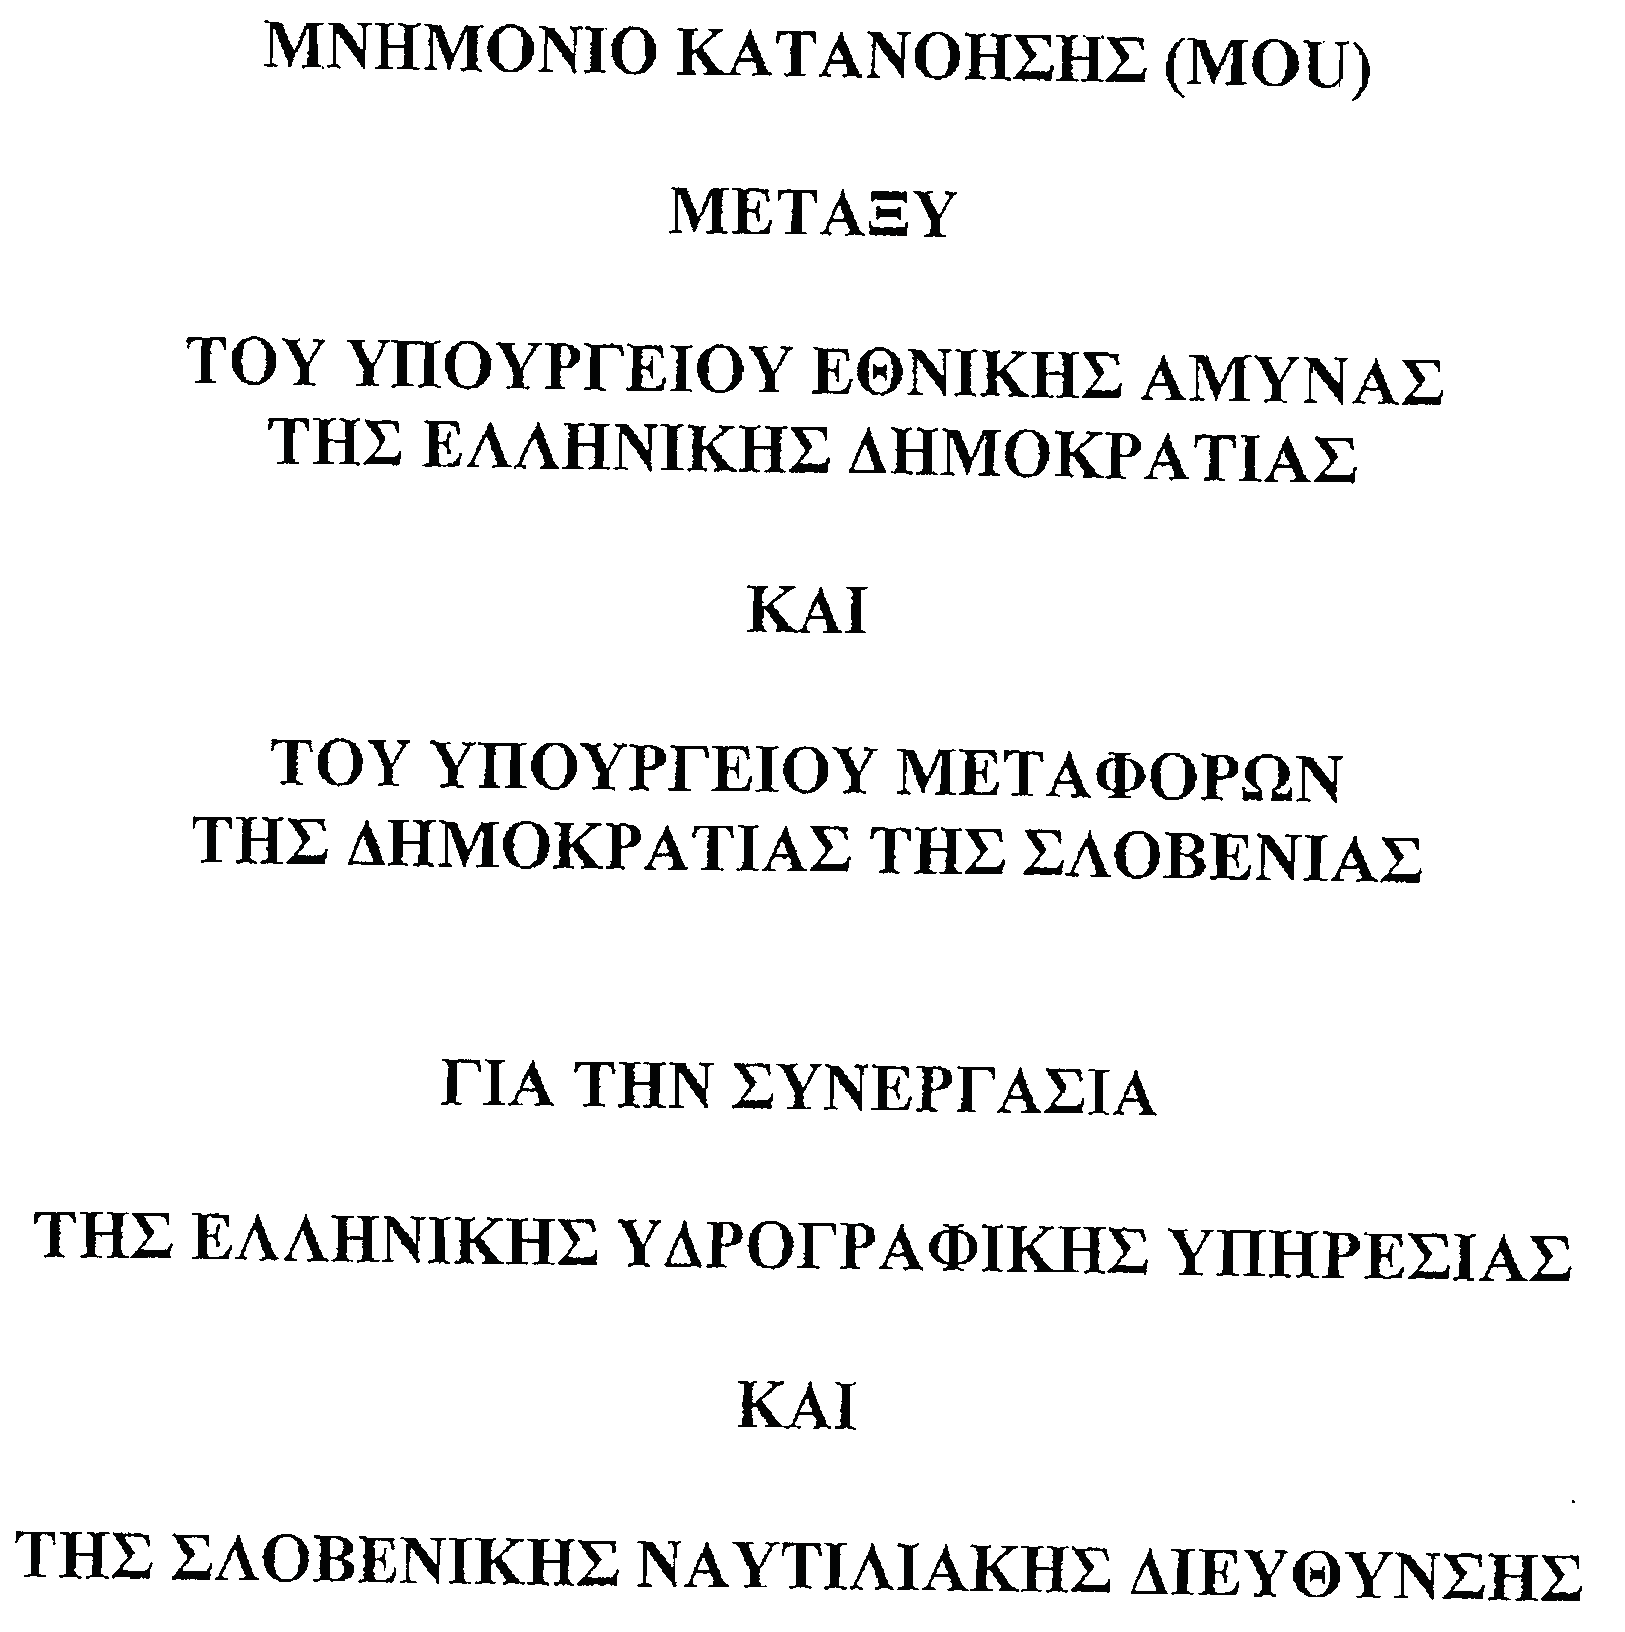 ΜΝΗΜΟΝΙΟ ΚΑΤΑΝΟΗΣΗΣ (MOU)
ΜΕΤΑΞΥ
ΤΟΥ ΥΠΟΥΡΓΕΙΟΥ ΕΘΝΙΚΗΣ ΑΜΥΝΑΣ
ΤΗΣ ΕΛΛΗΝΙΚΗΣ ΔΗΜΟΚΡΑΤΙΑΣ
ΚΑΙ
ΤΟΥ ΥΠΟΥΡΓΕΙΟΥ ΜΕΤΑΦΟΡΩΝ
ΤΗΣ ΔΗΜΟΚΡΑΤΙΑΣ ΤΗΣ ΣΛΟΒΕΝΙΑΣ
ΓΙΑ ΤΗΝ ΣΥΝΕΡΓΑΣΙΑ
ΤΗΣ ΕΛΛΗΝΙΚΗΣ ΥΔΡΟΓΡΑΦΙΚΗΣ ΥΠΗΡΕΣΙΑΣ
ΚΑΙ
ΤΗΣ ΣΛΟΒΕΝΙΚΗΣ ΝΑΥΤΙΛΙΑΚΗΣ ΔΙΕΥΘΥΝΣΗΣ